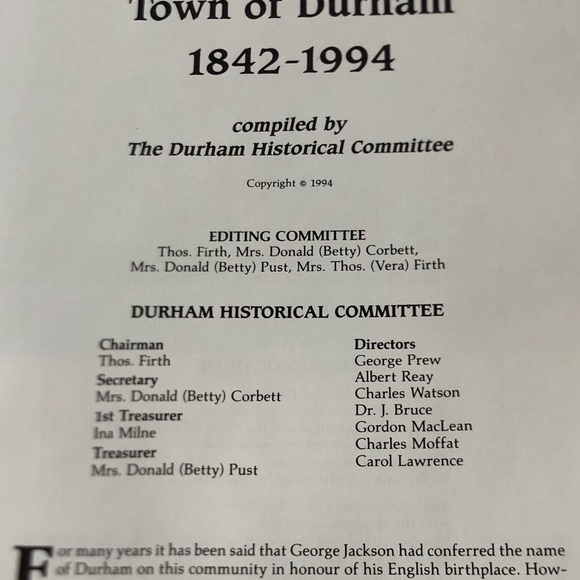 Town of Durham
1842-1994
compiled by
The Durham Historical Committee
Copyright © 1994
EDITING COMMITTEE
Thos. Firth, Mrs. Donald (Betty) Corbett,
Mrs. Donald (Betty) Pust, Mrs. Thos. (Vera) Firth
DURHAM HISTORICAL COMMITTEE
Chairman
Thos. Firth
Secretary
Mrs. Donald (Betty) Corbett
1st Treasurer
Ina Milne
Treasurer
Mrs. Donald (Betty) Pust
Directors
George Prew
Albert Reay
Charles Watson
Dr. J. Bruce
Gordon MacLean
Charles Moffat
Carol Lawrence
For many years it has been said that George Jackson had conferred the name
of Durham on this community in honour of his English birthplace. How-